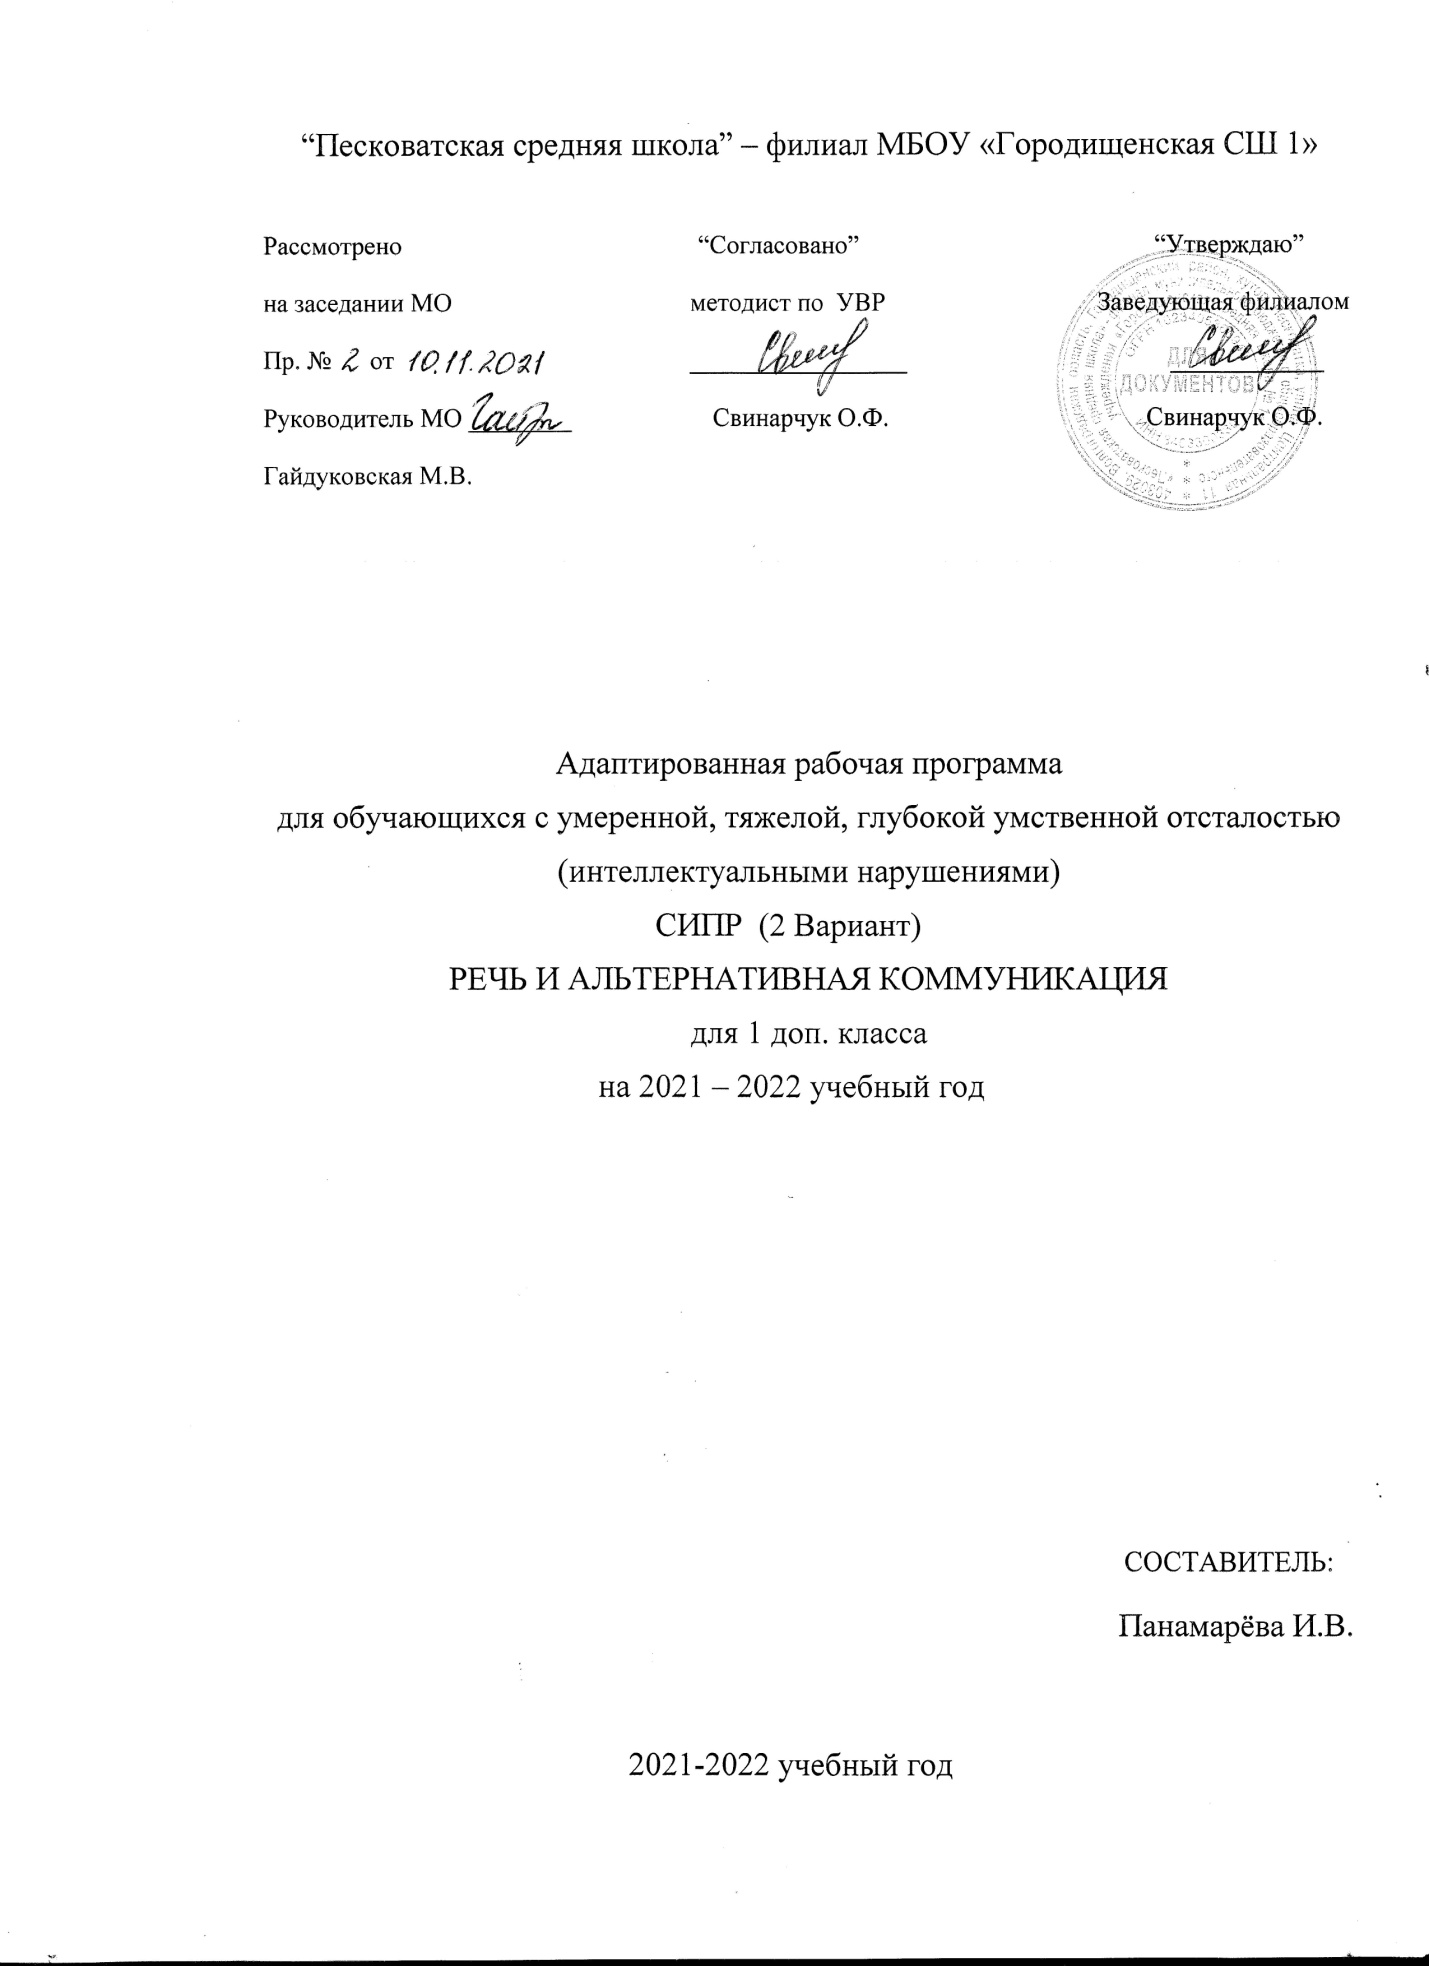 “Песковатская средняя школа” – филиал МБОУ «Городищенская СШ 1»
Рассмотрено “Согласовано” “Утверждаю”
на заседании МО методист по УВР Заведующая филиалом
Пр. № 2 от 10.11.2021
Руководитель МО Свинарчук О.Ф. Свинарчук О.Ф.
Гайдуковская М.В.
ДЛЯ
ДОКУМЕНТОВ
Адаптированная рабочая программа
для обучающихся с умеренной, тяжелой, глубокой умственной отсталостью
(интеллектуальными нарушениями)
СИПР (2 Вариант)
РЕЧЬ И АЛЬТЕРНАТИВНАЯ КОММУНИКАЦИЯ
для 1 доп. класса
на 2021 – 2022 учебный год
СОСТАВИТЕЛЬ:
Панамарёва И.В.
2021-2022 учебный год